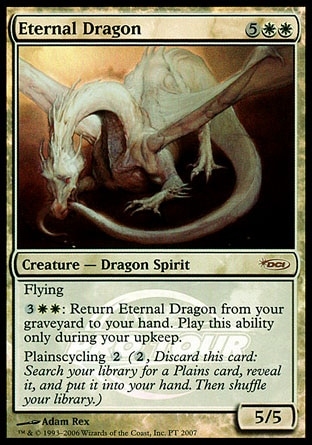 Eternal Dragon 5
DCI
Creature — Dragon Spirit
Flying
3: Return Eternal Dragon from your
graveyard to your hand. Play this ability
only during your upkeep.
Plainscycling 2 (2, Discard this card:
Search your library for a Plains card, reveal
it, and put it into your hand. Then shuffle
your library.)
5/5
Adam Rex
™ & © 1993–2006 Wizards of the Coast, Inc. PT 2007